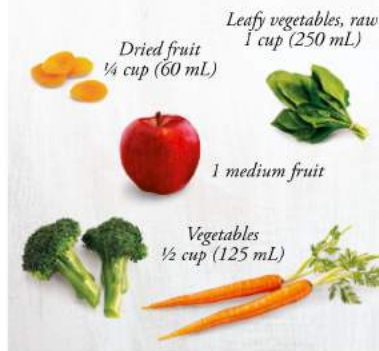 Leafy vegetables, raw
1 cup (250 mL)
Dried fruit
¼ cup (60 mL)
1 medium fruit
Vegetables
½ cup (125 mL)